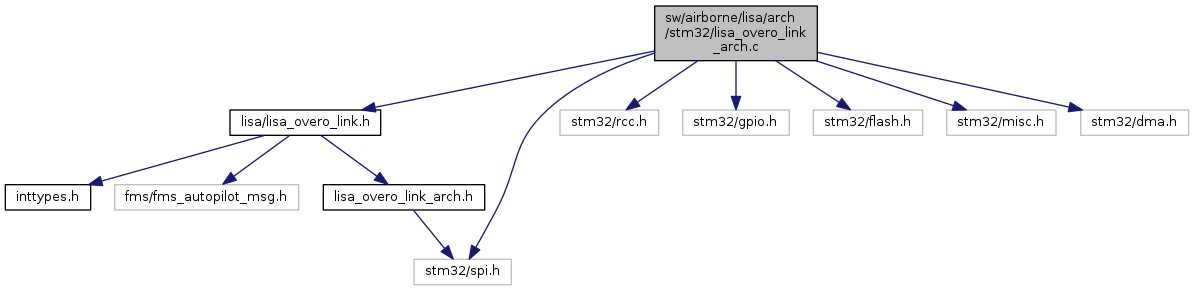 sw/airborne/lisa/arch
/stm32/lisa_overo_link
_arch.c
lisa/lisa_overo_link.h
stm32/rcc.h
stm32/gpio.h
stm32/flash.h
stm32/misc.h
stm32/dma.h
inttypes.h
fms/fms_autopilot_msg.h
lisa_overo_link_arch.h
stm32/spi.h